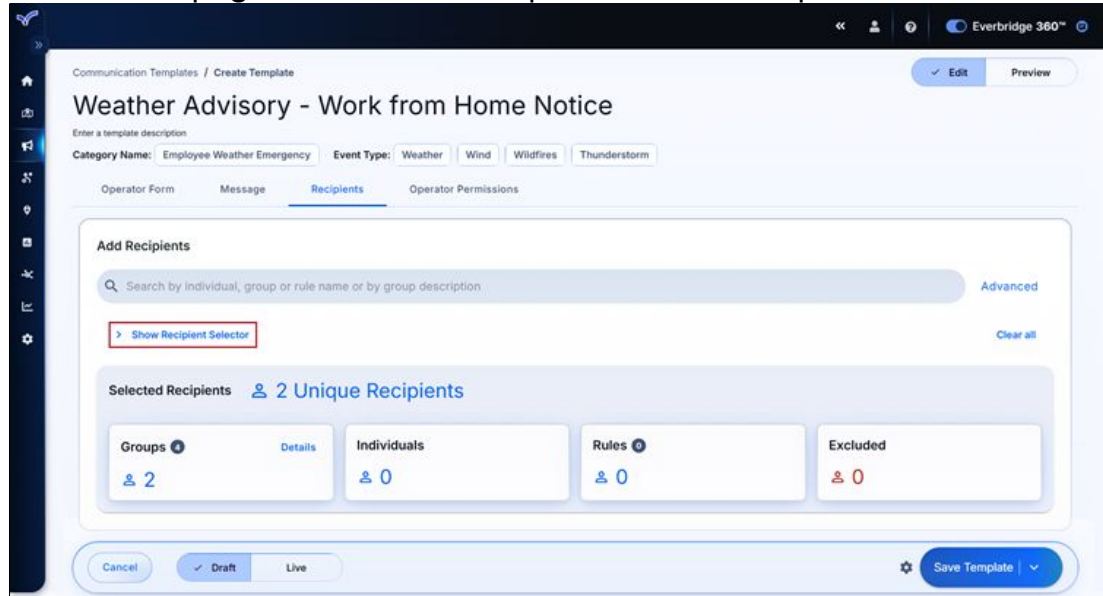 Everbridge 360™
Communication Templates / Create Template
Edit Preview
Weather Advisory - Work from Home Notice
Enter a template description
Category Name: Employee Weather Emergency Event Type: Weather Wind Wildfires Thunderstorm
Operator Form Message Recipients Operator Permissions
Add Recipients
Search by individual, group or rule name or by group description
Advanced
Show Recipient Selector
Clear all
Selected Recipients 2 Unique Recipients
Groups 4 Details Individuals Rules 0 Excluded
2 0 0 0
Cancel Draft Live Save Template